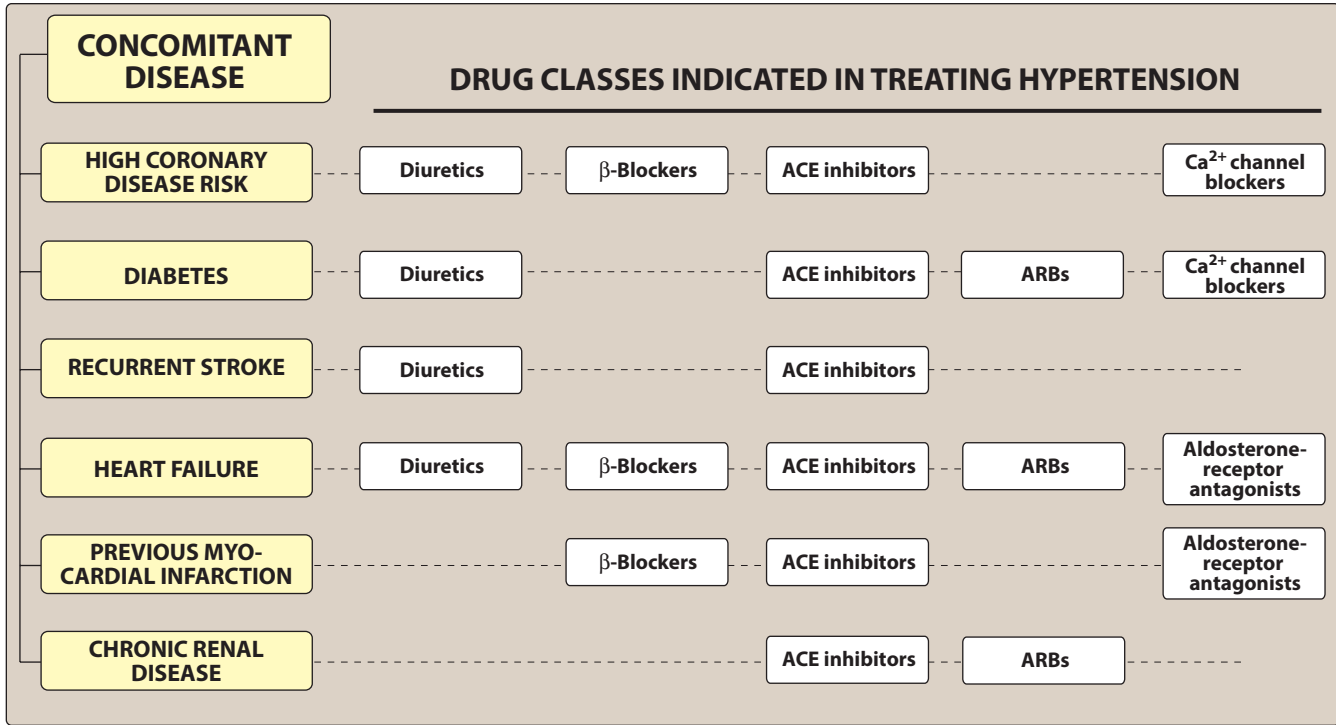 CONCOMITANT
DISEASE
DRUG CLASSES INDICATED IN TREATING HYPERTENSION
HIGH CORONARY
DISEASE RISK
Diuretics
β-Blockers
ACE inhibitors
Ca²⁺ channel
blockers
DIABETES
Diuretics
ACE inhibitors
ARBs
Ca²⁺ channel
blockers
RECURRENT STROKE
Diuretics
ACE inhibitors
HEART FAILURE
Diuretics
β-Blockers
ACE inhibitors
ARBs
Aldosterone-
receptor
antagonists
PREVIOUS MYO-
CARDIAL INFARCTION
β-Blockers
ACE inhibitors
Aldosterone-
receptor
antagonists
CHRONIC RENAL
DISEASE
ACE inhibitors
ARBs